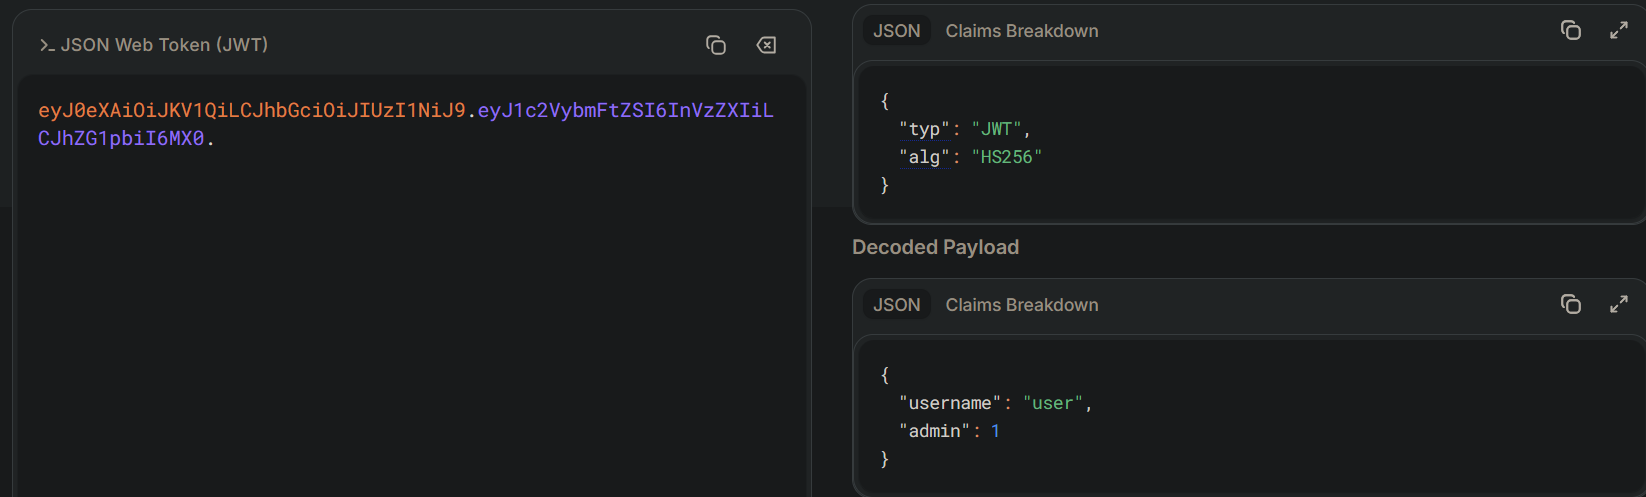 >_ JSON Web Token (JWT)
eyJ0eXAiOiJKV1QiLCJhbGciOiJIUzI1NiJ9.eyJ1c2VybmFtZSI6InVzZXIiL
CJhZG1pbiI6MX0.
JSON Claims Breakdown
{
"typ": "JWT",
"alg": "HS256"
}
Decoded Payload
JSON Claims Breakdown
{
"username": "user",
"admin": 1
}